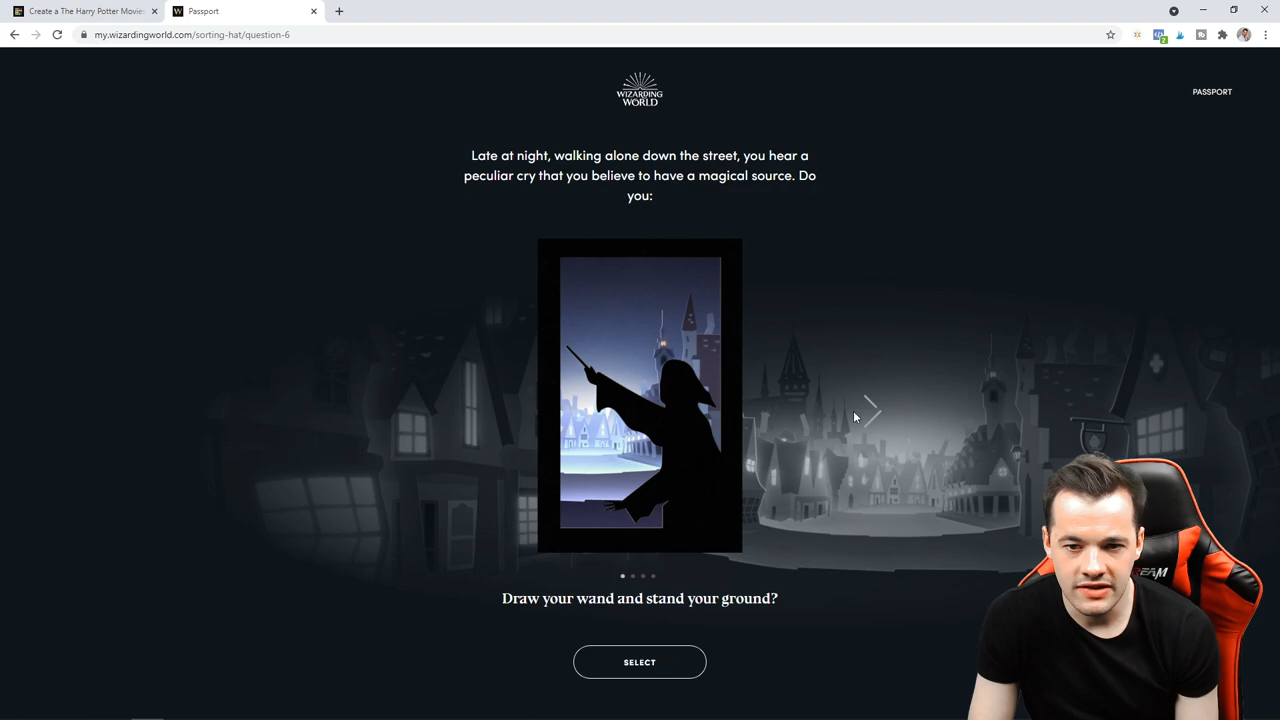 Create a The Harry Potter Movies
Passport
my.wizardingworld.com/sorting-hat/question-6
WIZARDING
WORLD
PASSPORT
Late at night, walking alone down the street, you hear a
peculiar cry that you believe to have a magical source. Do
you:
Draw your wand and stand your ground?
SELECT